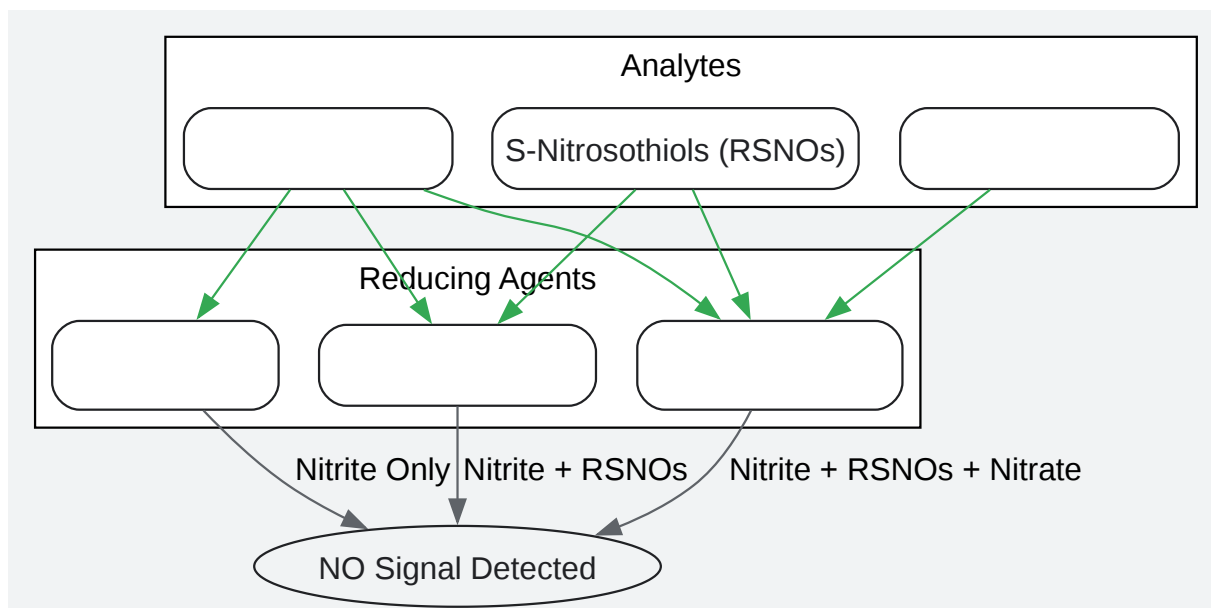 Analytes
S-Nitrosothiols (RSNOs)
Reducing Agents
Nitrite Only
Nitrite + RSNOs
Nitrite + RSNOs + Nitrate
NO Signal Detected